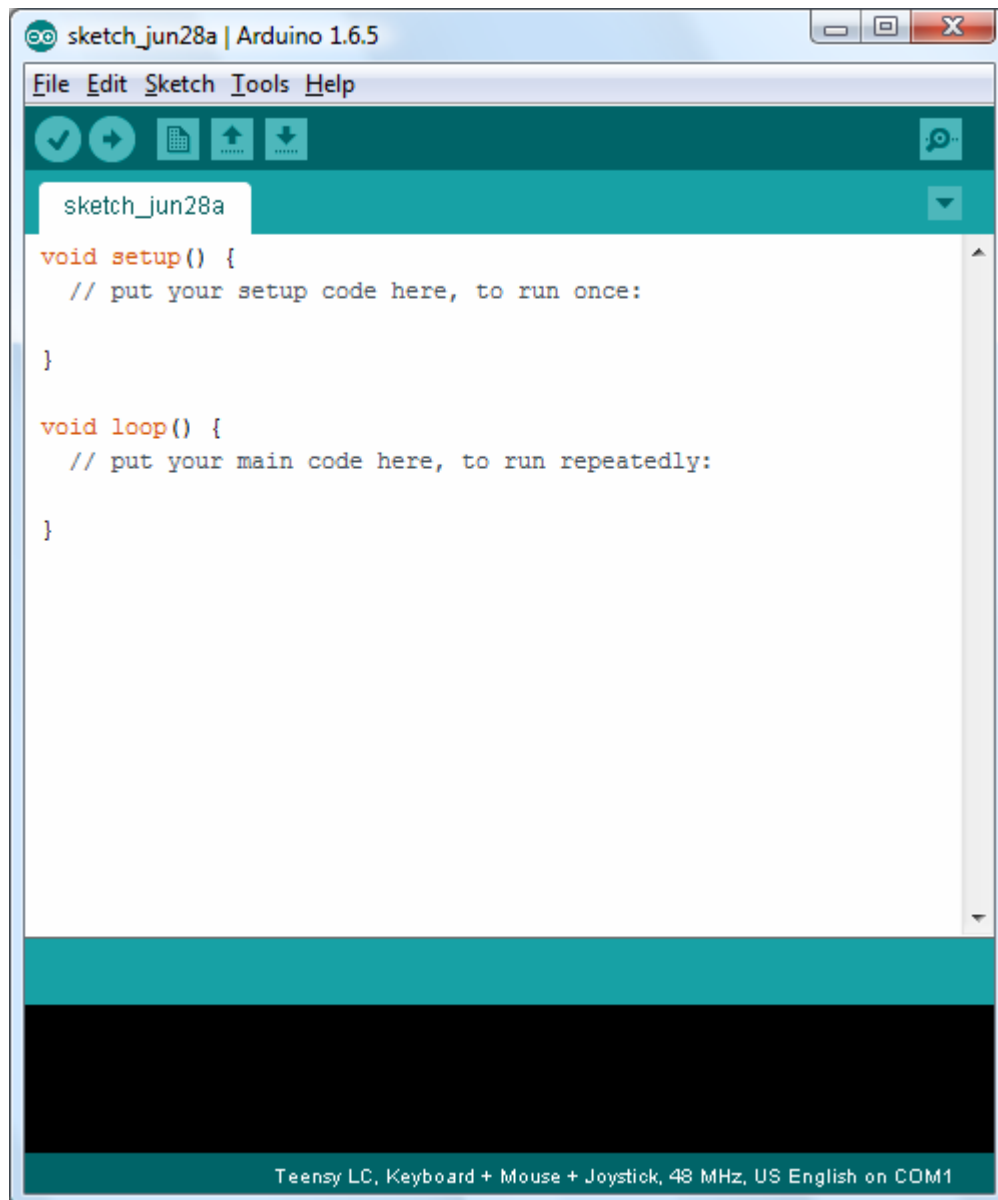 sketch_jun28a | Arduino 1.6.5
File Edit Sketch Tools Help
sketch_jun28a
void setup() {
  // put your setup code here, to run once:

}

void loop() {
  // put your main code here, to run repeatedly:

}
Teensy LC, Keyboard + Mouse + Joystick, 48 MHz, US English on COM1